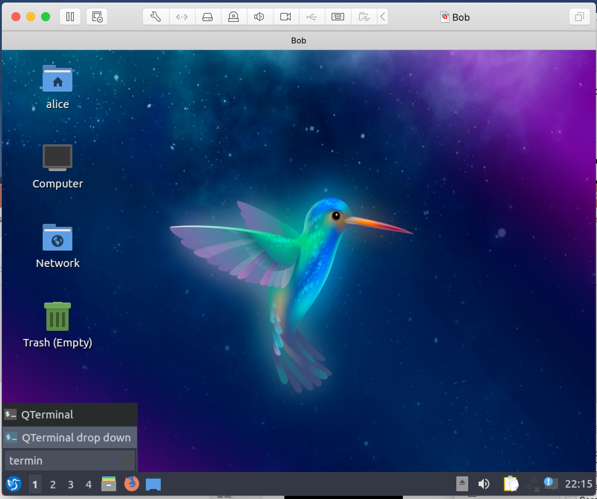 Bob
Bob
alice
Computer
Network
Trash (Empty)
QTerminal
QTerminal drop down
termin
1 2 3 4
22:15